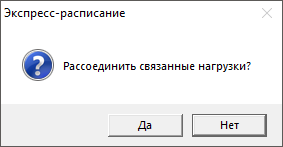 Экспресс-расписание
Рассоединить связанные нагрузки?
Да
Нет